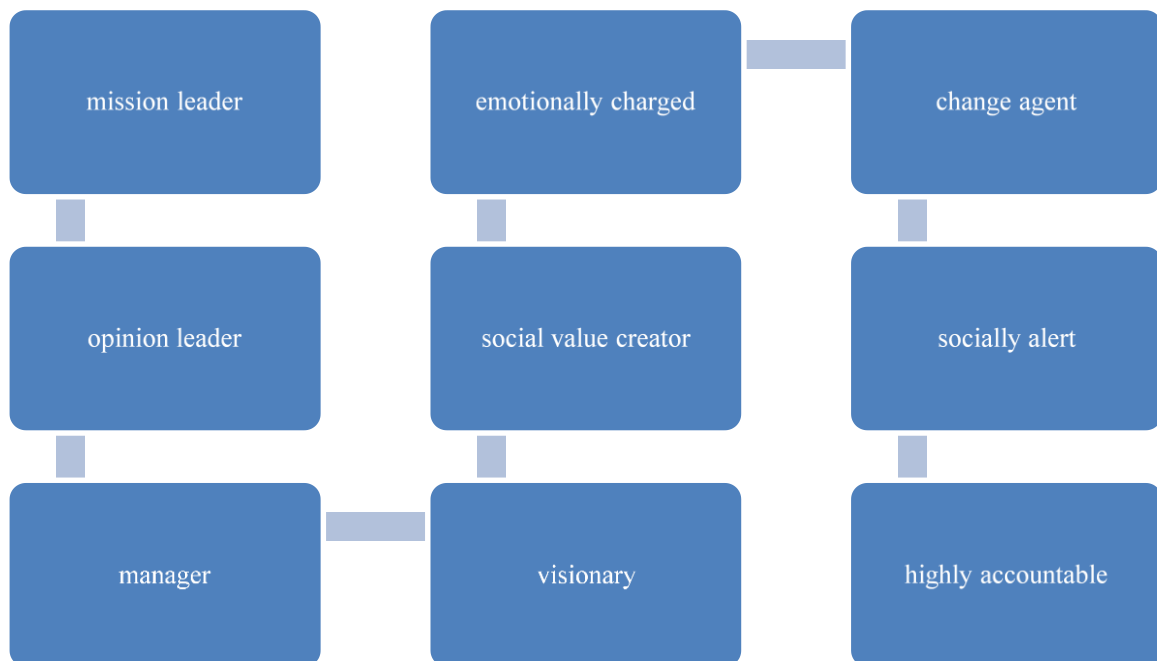 mission leader
opinion leader
manager
visionary
social value creator
emotionally charged
change agent
socially alert
highly accountable